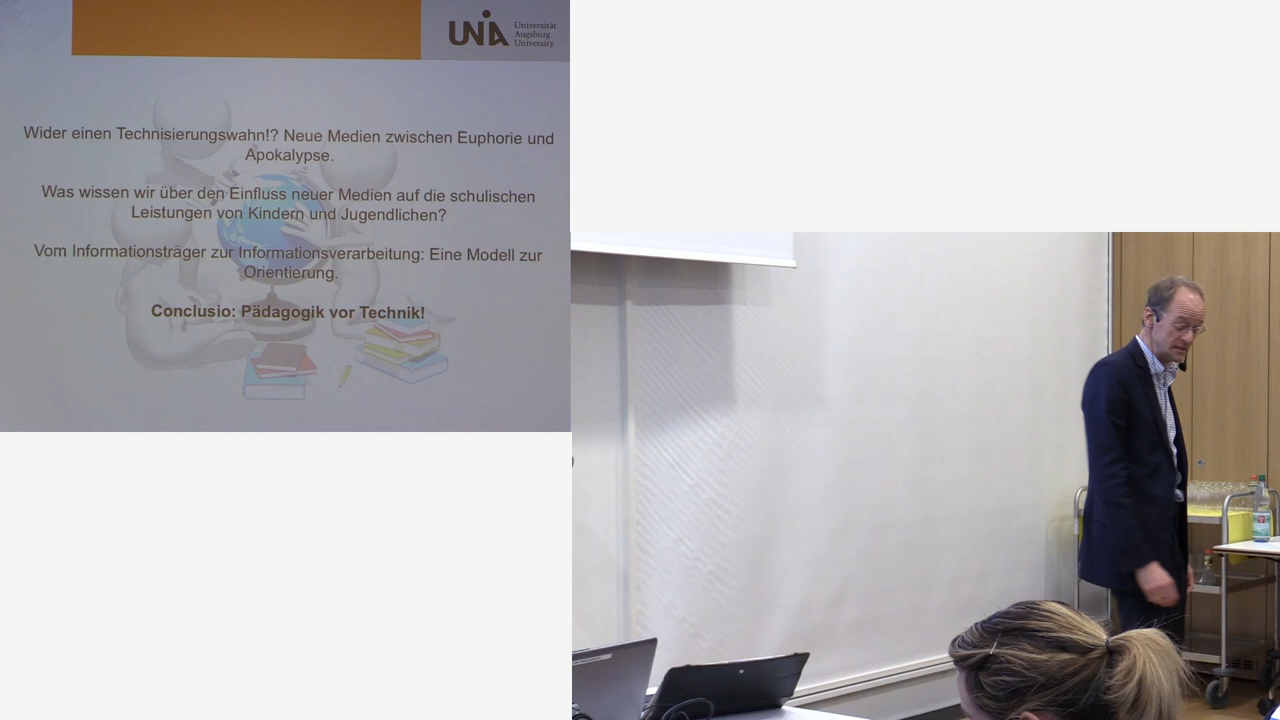 UNIA
Universität
Augsburg
University
Wider einen Technisierungswahn!? Neue Medien zwischen Euphorie und
Apokalypse.
Was wissen wir über den Einfluss neuer Medien auf die schulischen
Leistungen von Kindern und Jugendlichen?
Vom Informationsträger zur Informationsverarbeitung: Eine Modell zur
Orientierung.
Conclusio: Pädagogik vor Technik!